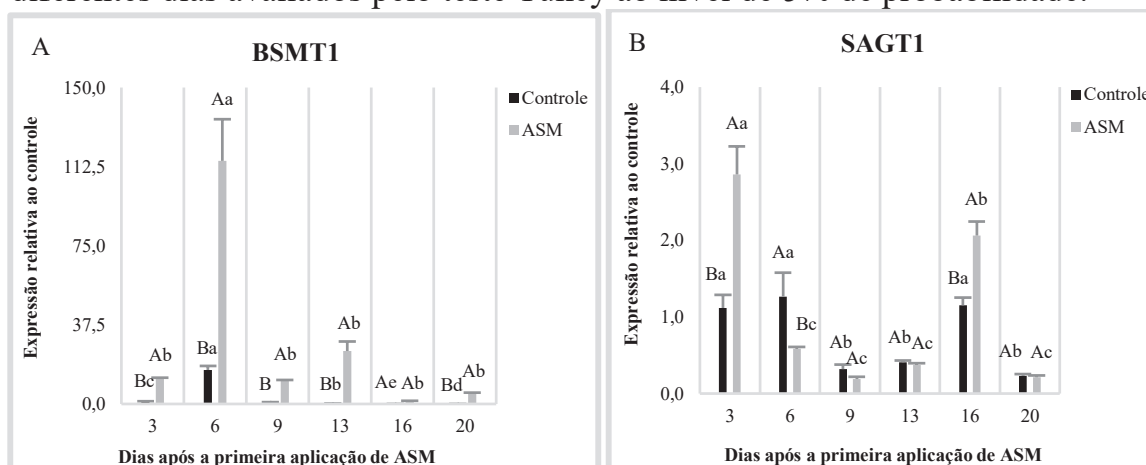 diferentes dias avaliados pelo teste Tukey ao nível de 5% de probabilidade.
A
BSMT1
Expressão relativa ao controle
150,0
112,5
75,0
37,5
0,0
Bc Ab
Ba Aa
B Ab
Bb Ab
Ae Ab
Bd Ab
Controle
ASM
3 6 9 13 16 20
Dias após a primeira aplicação de ASM
B
SAGT1
Expressão relativa ao controle
4,0
3,0
2,0
1,0
0,0
Ba Aa
Aa Bc
Ab Ac
Ab Ac
Ba Ab
Ab Ac
Controle
ASM
3 6 9 13 16 20
Dias após a primeira aplicação de ASM